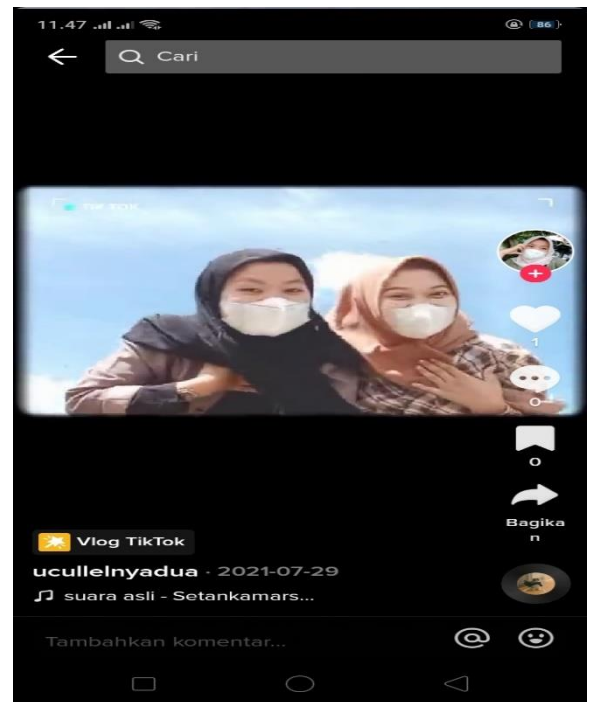 11.47
86
Cari
TIKTOK
1
0
0
Bagika
n
Vlog TikTok
ucullelnyadua · 2021-07-29
suara asli - Setankamars...
Tambahkan komentar...